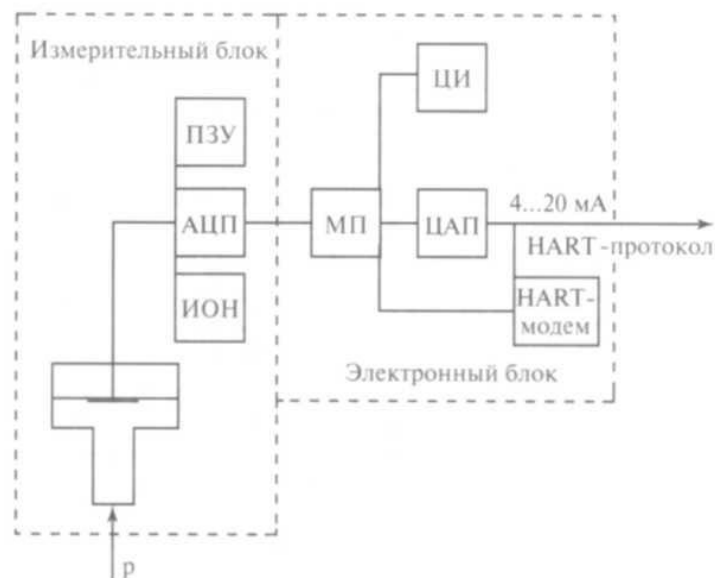 Измерительный блок
ЦИ
ПЗУ
АЦП
МП
ЦАП
4...20 мА
HART-протокол
ИОН
HART-
модем
Электронный блок
p